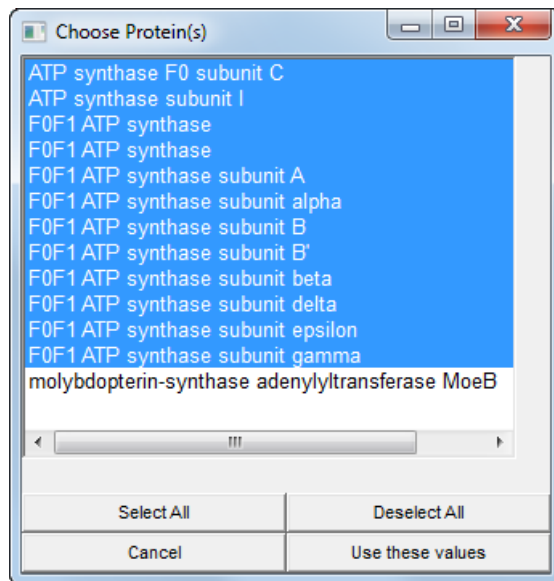 Choose Protein(s)
ATP synthase F0 subunit C
ATP synthase subunit I
F0F1 ATP synthase
F0F1 ATP synthase
F0F1 ATP synthase subunit A
F0F1 ATP synthase subunit alpha
F0F1 ATP synthase subunit B
F0F1 ATP synthase subunit B'
F0F1 ATP synthase subunit beta
F0F1 ATP synthase subunit delta
F0F1 ATP synthase subunit epsilon
F0F1 ATP synthase subunit gamma
molybdopterin-synthase adenylyltransferase MoeB
Select All Deselect All
Cancel Use these values